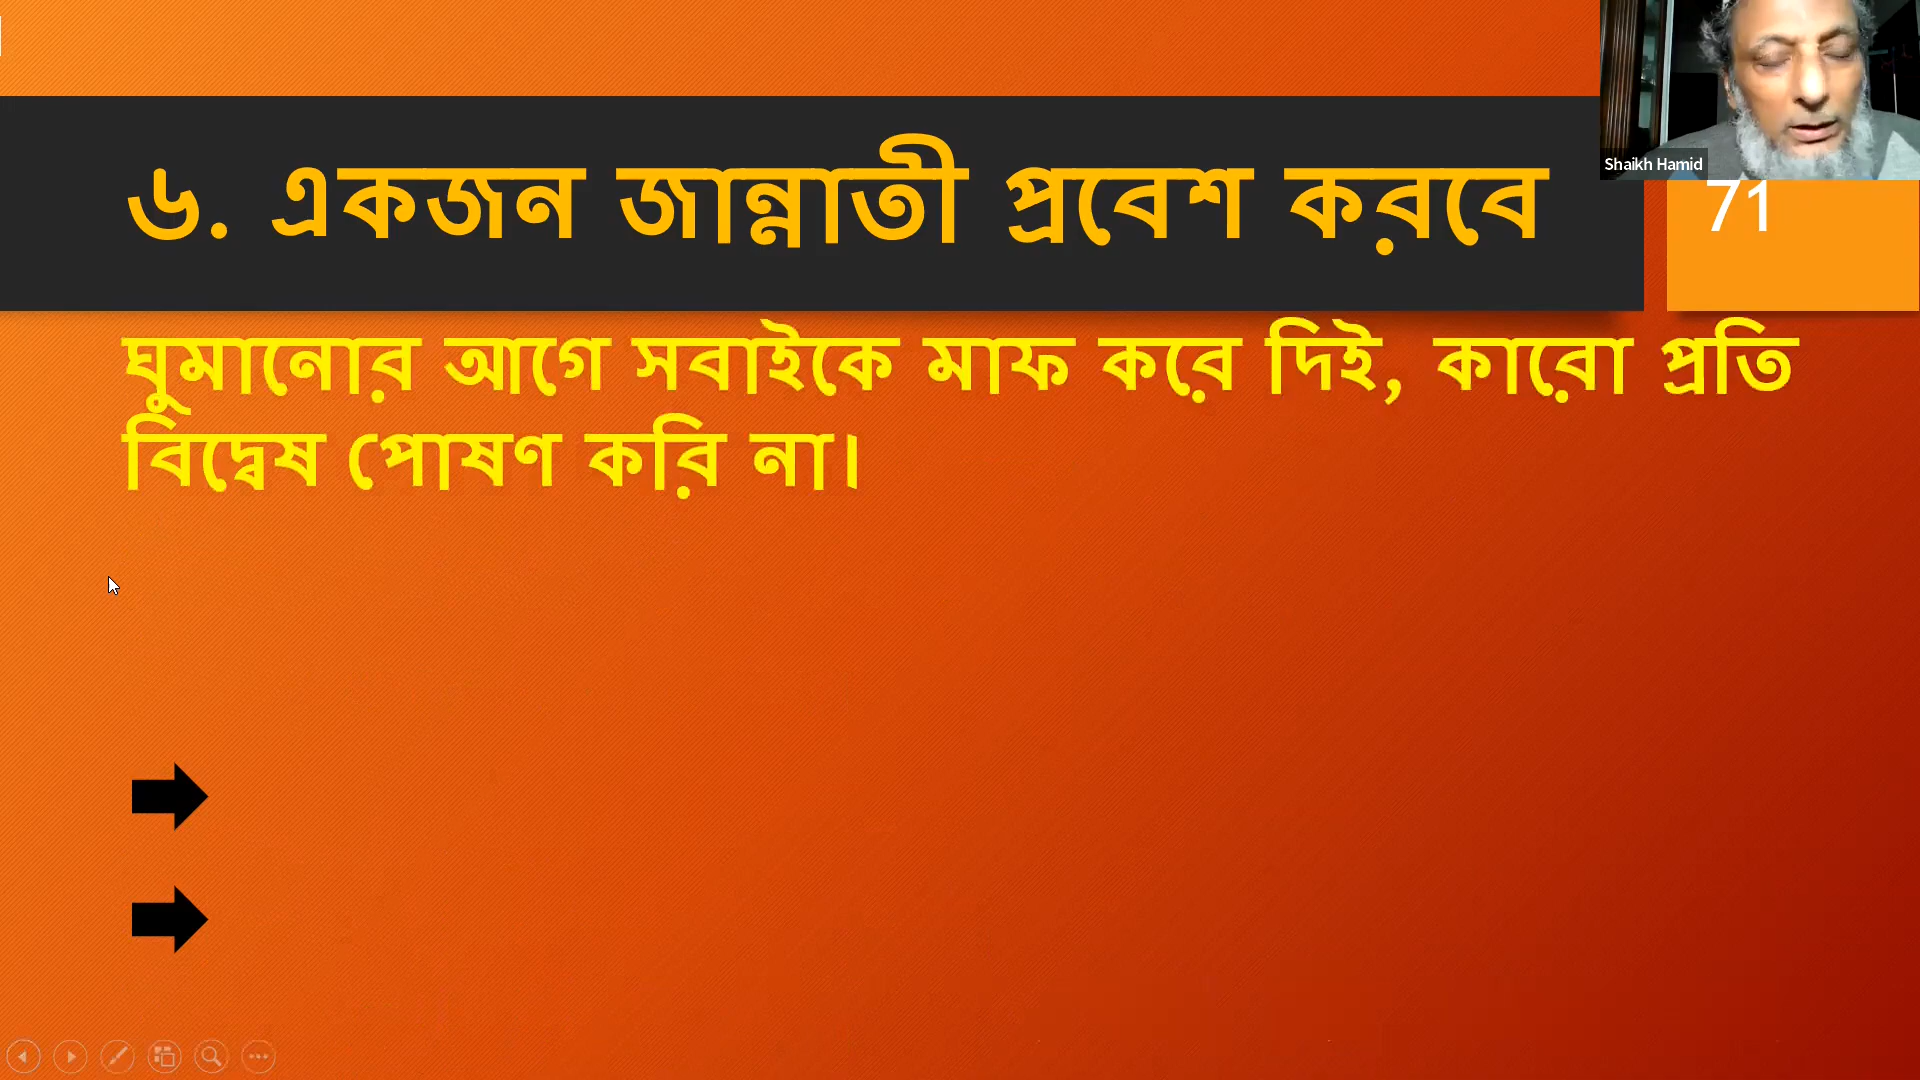 ৬. একজন জান্নাতী প্রবেশ করবে
Shaikh Hamid
71
ঘুমানোর আগে সবাইকে মাফ করে দিই, কারো প্রতি
বিদ্বেষ পোষণ করি না।